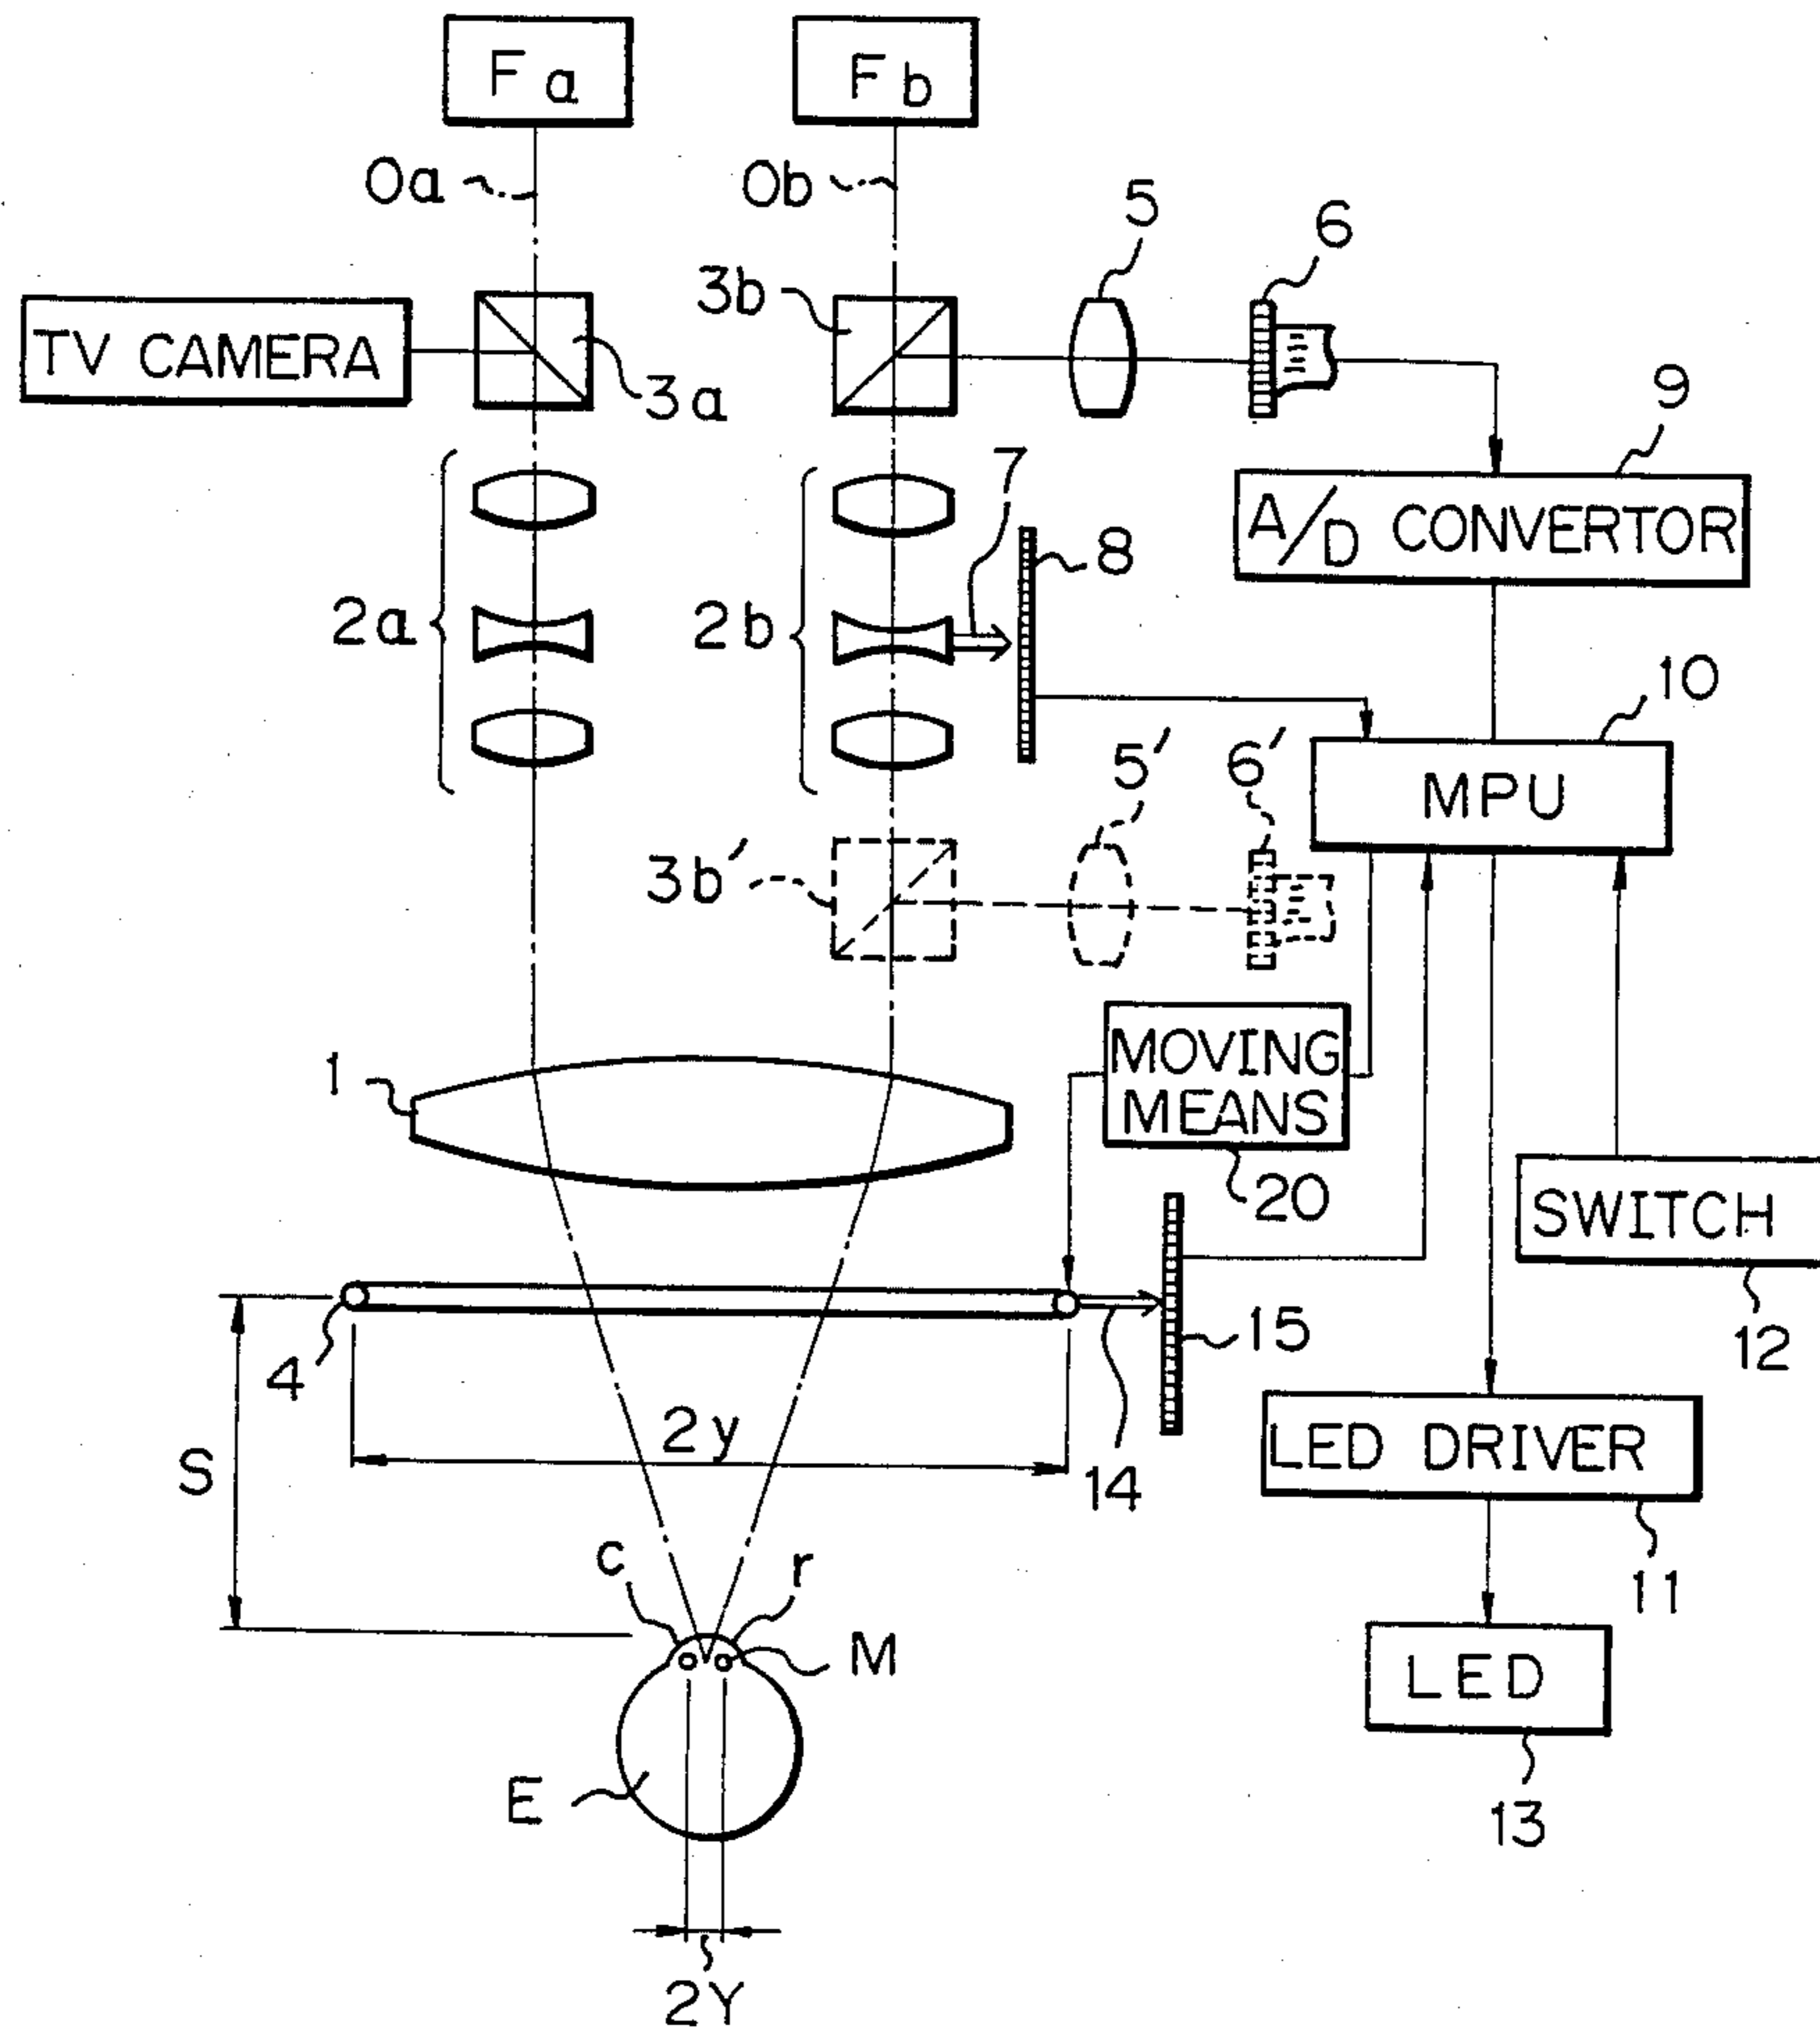 Fa
Fb
Oa
Ob
5
6
3b
TV CAMERA
3a
9
7
A/D CONVERTOR
8
2a
2b
10
5'
6'
MPU
3b'
MOVING
MEANS
1
20
SWITCH
15
12
4
2y
14
LED DRIVER
S
c
r
11
M
LED
E
13
2Y